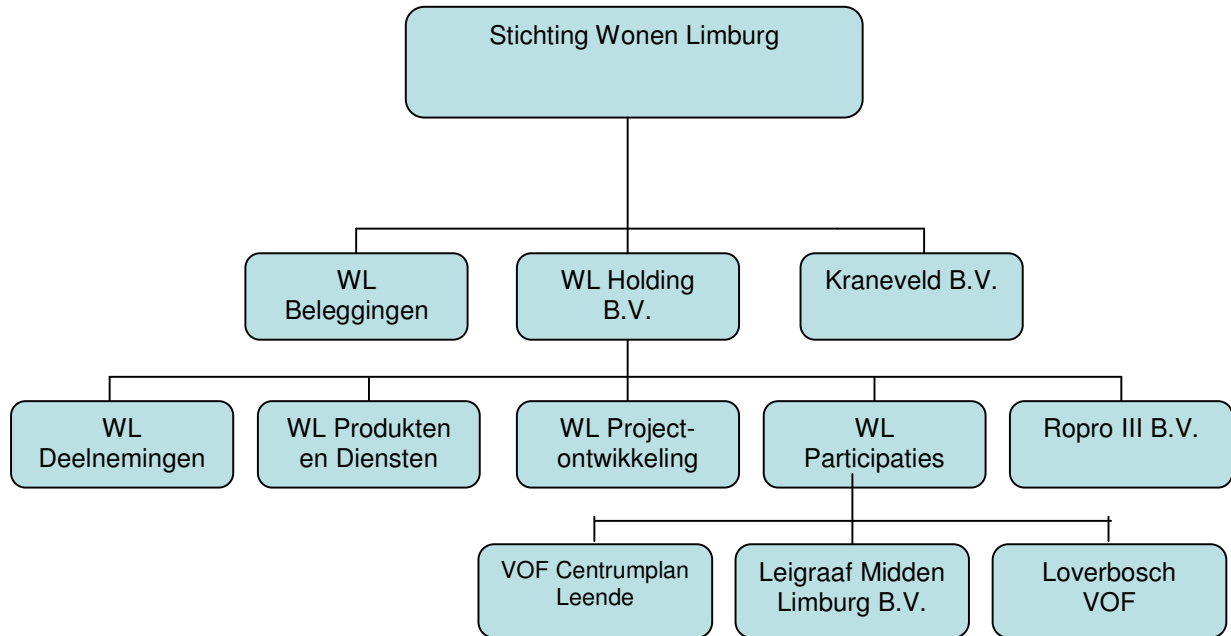 Stichting Wonen Limburg
WL
Beleggingen
WL Holding
B.V.
Kraneveld B.V.
WL
Deelnemingen
WL Produkten
en Diensten
WL Project-
ontwikkeling
WL
Participaties
Ropro III B.V.
VOF Centrumplan
Leende
Leigraaf Midden
Limburg B.V.
Loverbosch
VOF